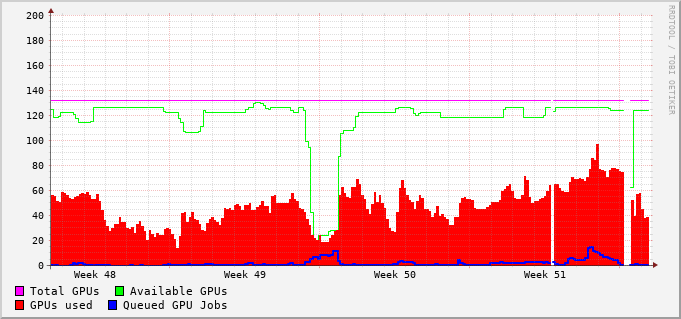 200
180
160
140
120
100
80
60
40
20
0
Week 48 Week 49 Week 50 Week 51
Total GPUs Available GPUs
GPUs used Queued GPU Jobs
RRDTOOL / TOBI OETIKER